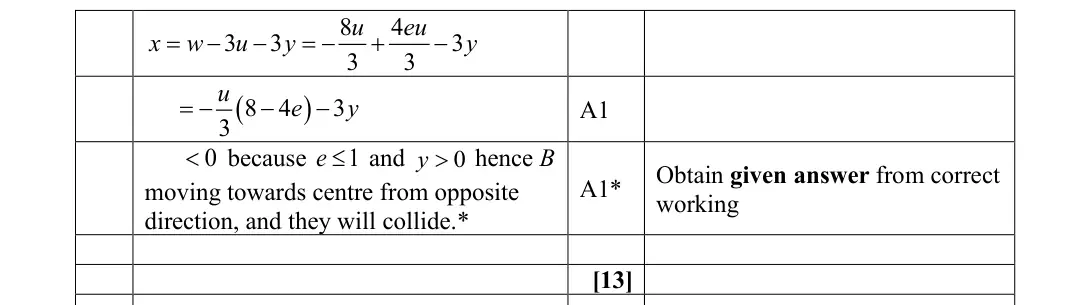 x = w − 3u − 3y = −8u/3 + 4eu/3 − 3y
= −u/3(8 − 4e) − 3y
A1
< 0 because e ≤ 1 and y > 0 hence B
moving towards centre from opposite
direction, and they will collide.*
A1*
Obtain given answer from correct
working
[13]